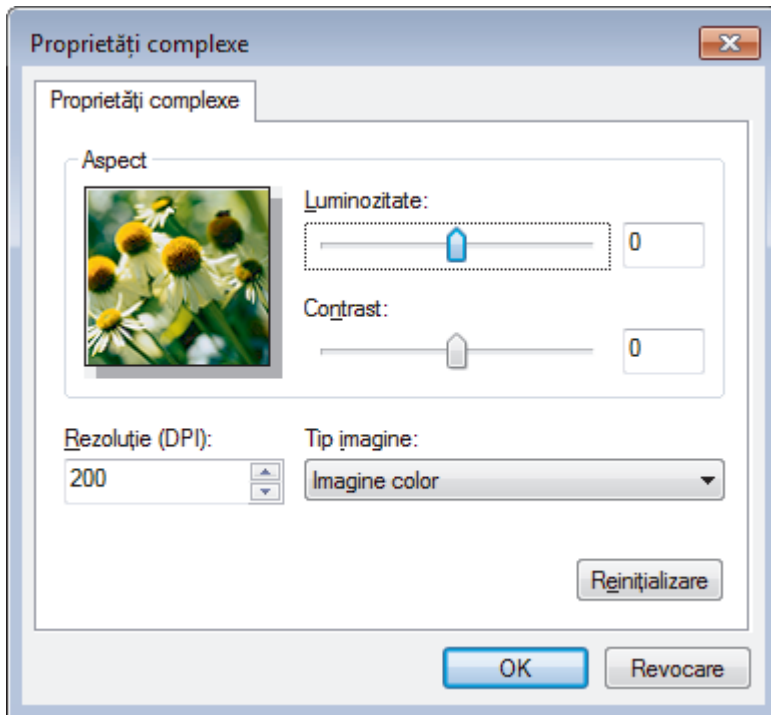 Proprietăți complexe
Proprietăți complexe
Aspect
Luminozitate:
0
Contrast:
0
Rezoluție (DPI):
200
Tip imagine:
Imagine color
Reinițializare
OK
Revocare